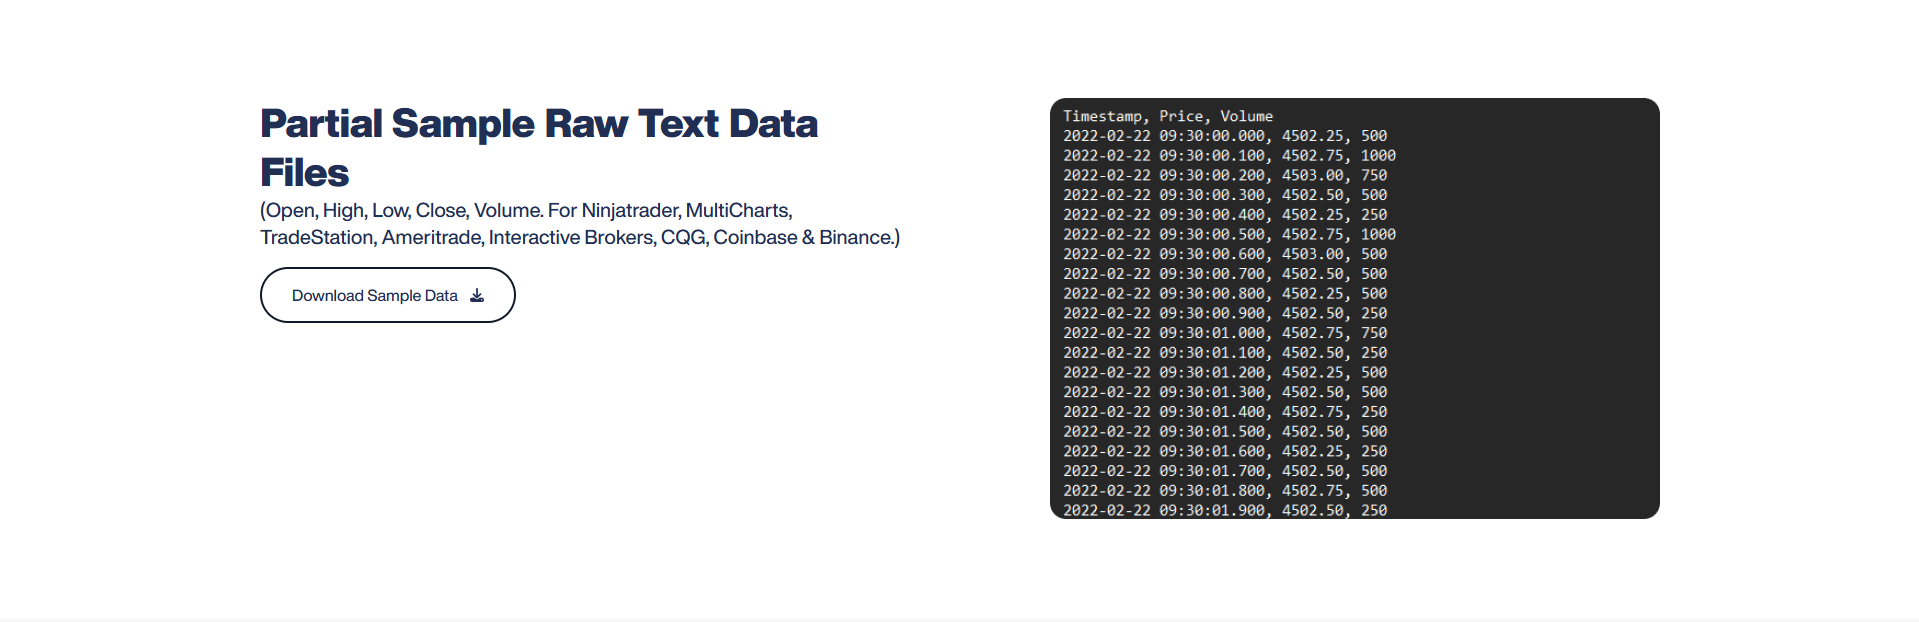 Partial Sample Raw Text Data
Files
(Open, High, Low, Close, Volume. For Ninjatrader, MultiCharts,
TradeStation, Ameritrade, Interactive Brokers, CQG, Coinbase & Binance.)
Download Sample Data
Timestamp, Price, Volume
2022-02-22 09:30:00.000, 4502.25, 500
2022-02-22 09:30:00.100, 4502.75, 1000
2022-02-22 09:30:00.200, 4503.00, 750
2022-02-22 09:30:00.300, 4502.50, 500
2022-02-22 09:30:00.400, 4502.25, 250
2022-02-22 09:30:00.500, 4502.75, 1000
2022-02-22 09:30:00.600, 4503.00, 500
2022-02-22 09:30:00.700, 4502.50, 500
2022-02-22 09:30:00.800, 4502.25, 500
2022-02-22 09:30:00.900, 4502.50, 250
2022-02-22 09:30:01.000, 4502.75, 750
2022-02-22 09:30:01.100, 4502.50, 250
2022-02-22 09:30:01.200, 4502.25, 500
2022-02-22 09:30:01.300, 4502.50, 500
2022-02-22 09:30:01.400, 4502.75, 250
2022-02-22 09:30:01.500, 4502.50, 500
2022-02-22 09:30:01.600, 4502.25, 250
2022-02-22 09:30:01.700, 4502.50, 500
2022-02-22 09:30:01.800, 4502.75, 500
2022-02-22 09:30:01.900, 4502.50, 250